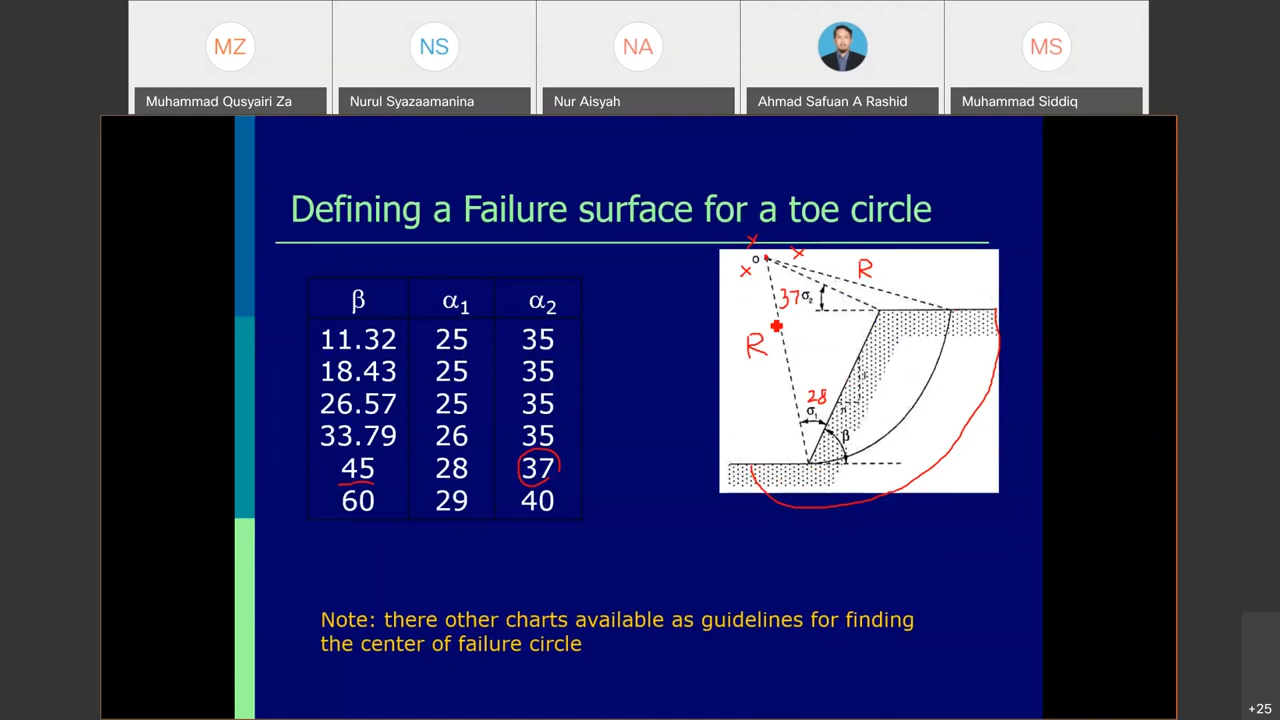 MZ
NS
NA
MS
Muhammad Qusyairi Za
Nurul Syazaamanina
Nur Aisyah
Ahmad Safuan A Rashid
Muhammad Siddiq
Defining a Failure surface for a toe circle
β α1 α2
11.32 25 35
18.43 25 35
26.57 25 35
33.79 26 35
45 28 37
60 29 40
x
x
x
O
R
37
σ2
R
28
σ1
β
Note: there other charts available as guidelines for finding
the center of failure circle
+25